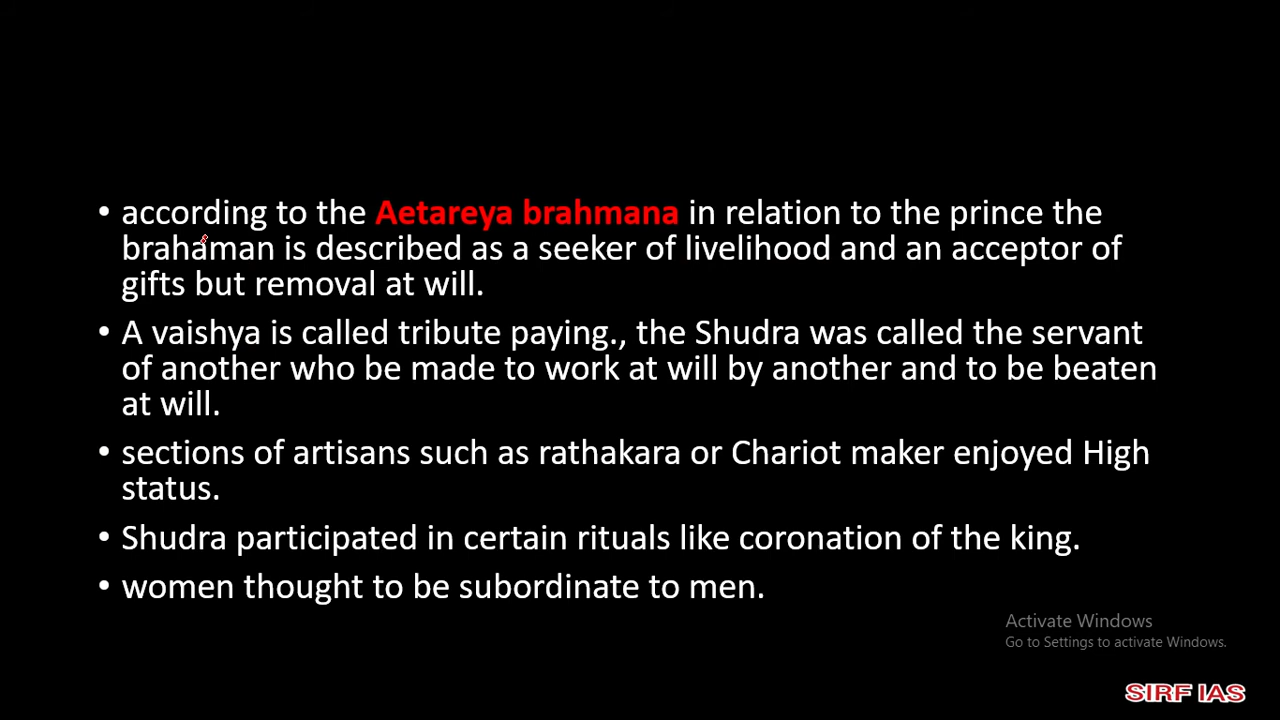 • according to the Aetareya brahmana in relation to the prince the
brahaman is described as a seeker of livelihood and an acceptor of
gifts but removal at will.
• A vaishya is called tribute paying., the Shudra was called the servant
of another who be made to work at will by another and to be beaten
at will.
• sections of artisans such as rathakara or Chariot maker enjoyed High
status.
• Shudra participated in certain rituals like coronation of the king.
• women thought to be subordinate to men.
Activate Windows
Go to Settings to activate Windows.
SIRF IAS